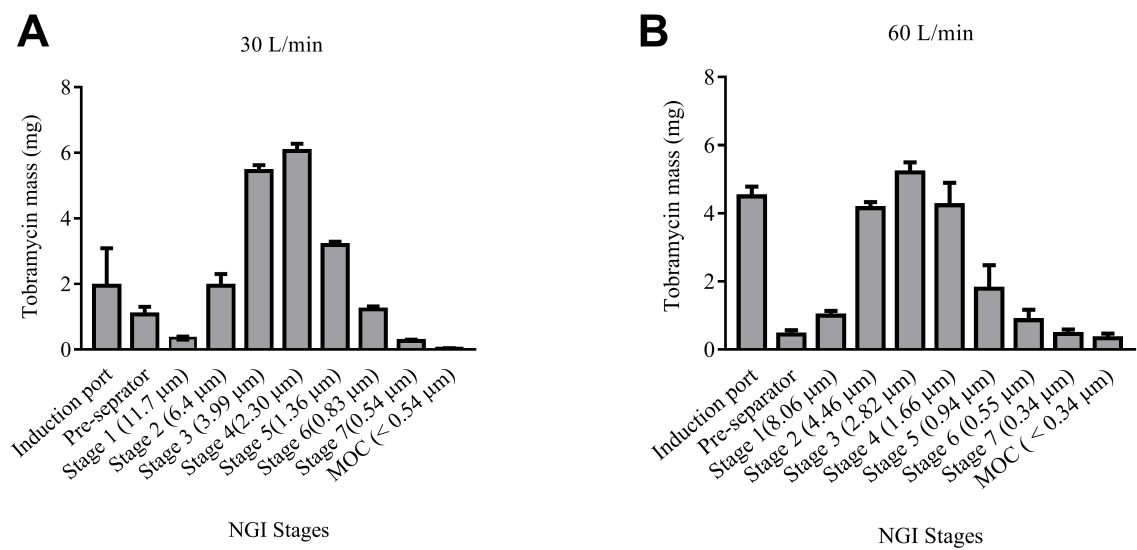 A
30 L/min
Tobramycin mass (mg)
8
6
4
2
0
Induction port
Pre-seprator
Stage 1 (11.7 µm)
Stage 2 (6.4 µm)
Stage 3 (3.99 µm)
Stage 4(2.30 µm)
Stage 5(1.36 µm)
Stage 6(0.83 µm)
Stage 7(0.54 µm)
MOC (< 0.54 µm)
NGI Stages
B
60 L/min
Tobramycin mass (mg)
8
6
4
2
0
Induction port
Pre-separator
Stage 1(8.06 µm)
Stage 2 (4.46 µm)
Stage 3 (2.82 µm)
Stage 4 (1.66 µm)
Stage 5 (0.94 µm)
Stage 6 (0.55 µm)
Stage 7 (0.34 µm)
MOC (< 0.34 µm)
NGI Stages